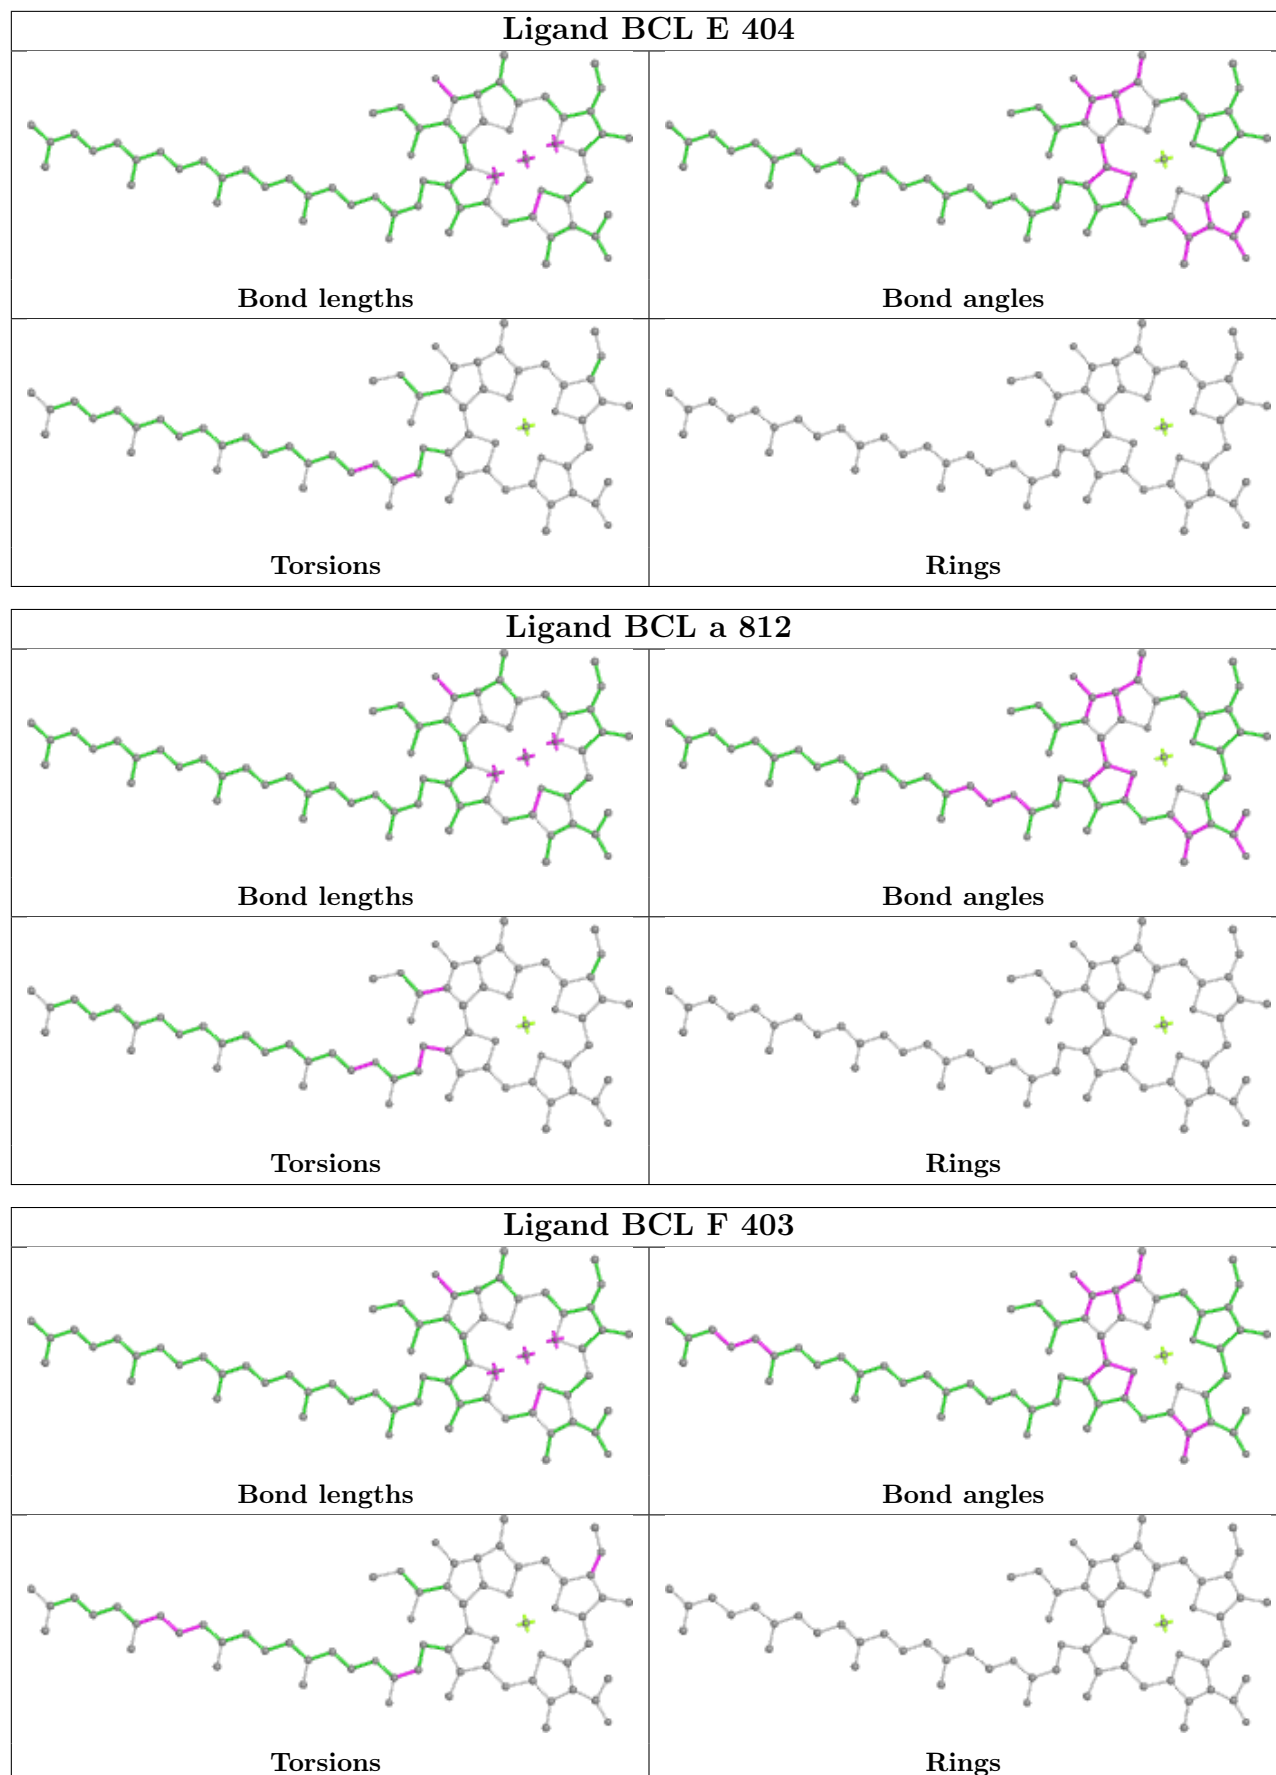 Ligand BCL E 404
Bond lengths
Bond angles
Torsions
Rings
Ligand BCL a 812
Bond lengths
Bond angles
Torsions
Rings
Ligand BCL F 403
Bond lengths
Bond angles
Torsions
Rings